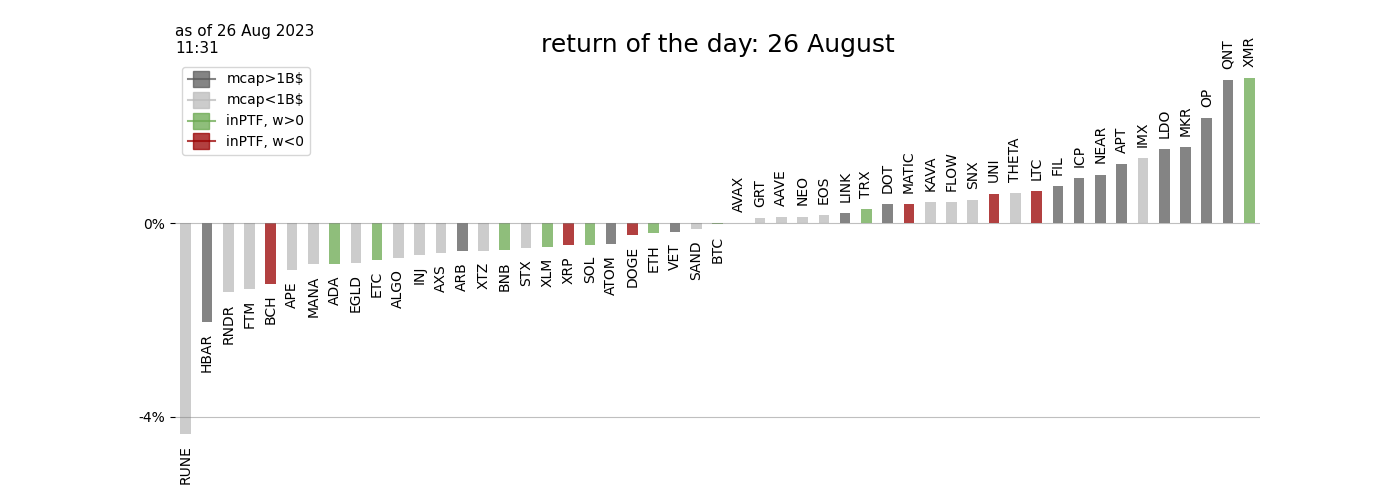 as of 26 Aug 2023
11:31
return of the day: 26 August
mcap>1B$
mcap<1B$
inPTF, w>0
inPTF, w<0
0%
-4%
RUNE
HBAR
RNDR
FTM
BCH
APE
MANA
ADA
EGLD
ETC
ALGO
INJ
AXS
ARB
XTZ
BNB
STX
XLM
XRP
SOL
ATOM
DOGE
ETH
VET
SAND
BTC
AVAX
GRT
AAVE
NEO
EOS
LINK
TRX
DOT
MATIC
KAVA
FLOW
SNX
UNI
THETA
LTC
FIL
ICP
NEAR
APT
IMX
LDO
MKR
OP
QNT
XMR